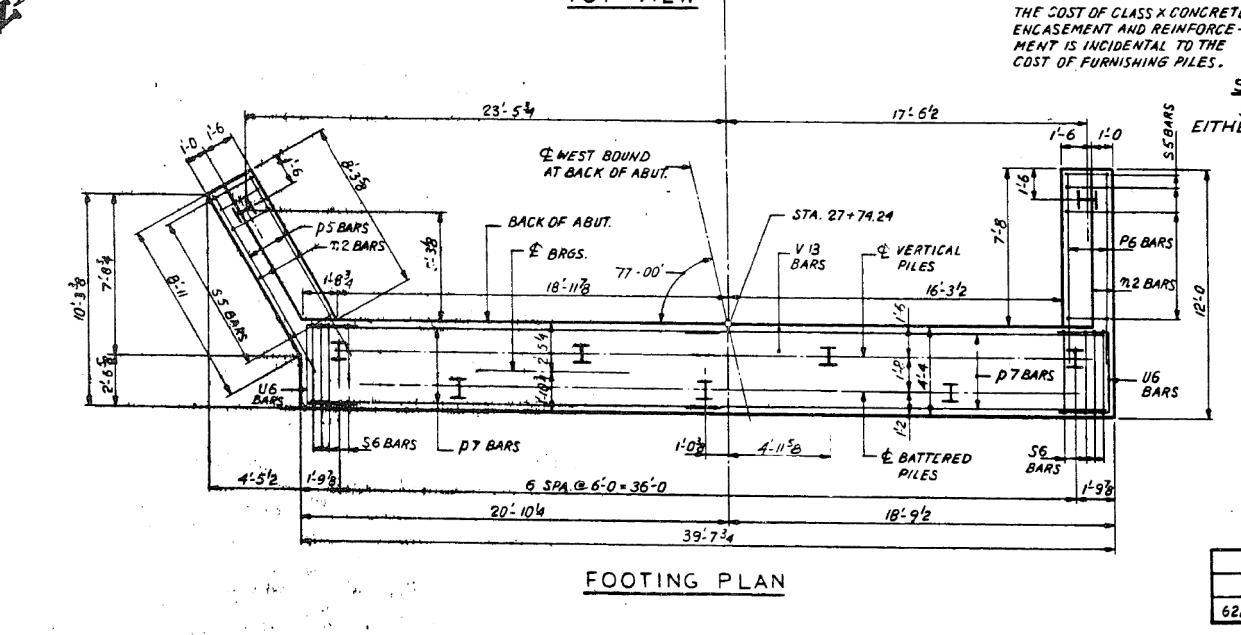 THE COST OF CLASS X CONCRETE
ENCASEMENT AND REINFORCE-
MENT IS INCIDENTAL TO THE
COST OF FURNISHING PILES.
EITHE
23'-5¾
17'-6½
1'-0
1'-6
1'-6
8'-3⅝
1'-6
1'-0
S5 BARS
1'-6
℄ WEST BOUND
AT BACK OF ABUT.
BACK OF ABUT.
STA. 27+74.24
P5 BARS
n2 BARS
℄ BRGS.
77-00'
V13
BARS
℄ VERTICAL
PILES
7'-8
P6 BARS
n2 BARS
12'-0
10'-3⅜
7'-8¾
8'-11
S5 BARS
1'-8¾
18'-11⅞
16'-3½
1'-6
2'-6⅝
U6
BARS
4'-4
P7 BARS
U6
BARS
S6 BARS
P7 BARS
1'-0⅜
4'-11⅝
1'-2
℄ BATTERED
PILES
S6
BARS
4'-5½
1'-9⅞
6 SPA. @ 6'-0 = 36'-0
1'-9⅞
20'-10¼
18'-9½
39'-7¾
FOOTING PLAN
62